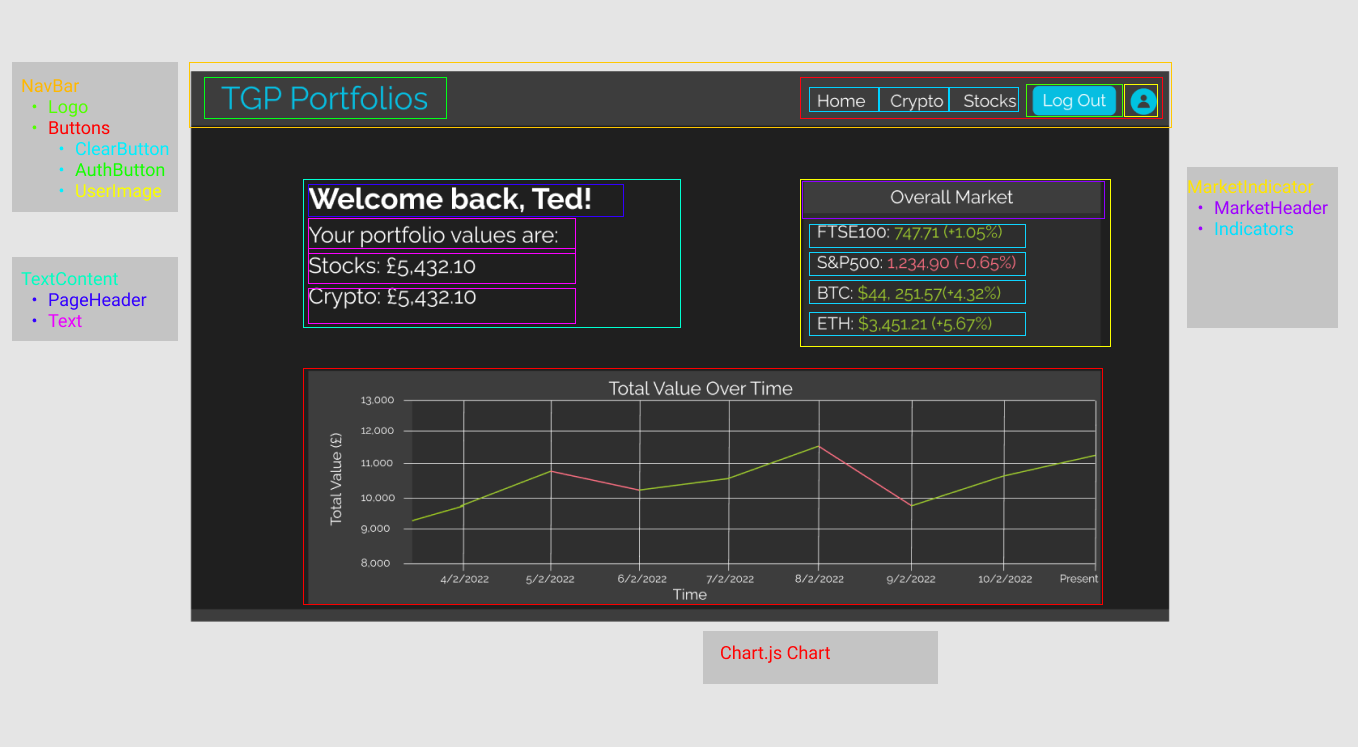 NavBar
• Logo
• Buttons
• ClearButton
• AuthButton
• UserImage
TextContent
• PageHeader
• Text
TGP Portfolios
Home Crypto Stocks Log Out
Welcome back, Ted!
Your portfolio values are:
Stocks: £5,432.10
Crypto: £5,432.10
Overall Market
FTSE100: 747.71 (+1.05%)
S&P500: 1,234.90 (-0.65%)
BTC: $44, 251.57(+4.32%)
ETH: $3,451.21 (+5.67%)
MarketIndicator
• MarketHeader
• Indicators
Total Value Over Time
Total Value (£)
13,000
12,000
11,000
10,000
9,000
8,000
4/2/2022 5/2/2022 6/2/2022 7/2/2022 8/2/2022 9/2/2022 10/2/2022 Present
Time
Chart.js Chart